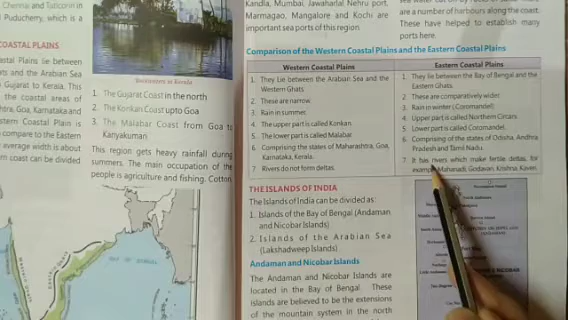 Chennai and Tuticorin in
Puducherry, which is a
COASTAL PLAINS
astal Plains lie between
ats and the Arabian Sea
Gujarat to Kerala. This
the coastal areas of
htra, Goa, Karnataka and
stern Coastal Plain is
compare to the Eastern
average width is about
rn coast can be divided
Backwaters in Kerala
1. The Gujarat Coast in the north
2. The Konkan Coast upto Goa
3. The Malabar Coast from Goa to
Kanyakumari
This region gets heavy rainfall during
summers. The main occupation of the
people is agriculture and fishing. Cotton,
BAY OF BENGAL
Kandla, Mumbai, Jawaharlal Nehru port,
Marmagao, Mangalore and Kochi are
important sea ports of this region.
are a number of harbours along the coast.
These have helped to establish many
ports here.
Comparison of the Western Coastal Plains and the Eastern Coastal Plains
Western Coastal Plains
1. They lie between the Arabian Sea and the
Western Ghats.
2. These are narrow.
3. Rain in summer.
4. The upper part is called Konkan.
5. The lower part is called Malabar.
6. Comprising the states of Maharashtra, Goa,
Karnataka, Kerala.
7. Rivers do not form deltas.
Eastern Coastal Plains
1. They lie between the Bay of Bengal and the
Eastern Ghats.
2. These are comparatively wider.
3. Rain in winter (Coromandel).
4. Upper part is called Northern Circars.
5. Lower part is called Coromandel.
6. Comprising of the states of Odisha, Andhra
Pradesh and Tamil Nadu.
7. It has rivers which make fertile deltas, for
example Mahanadi, Godavari, Krishna, Kaveri.
THE ISLANDS OF INDIA
The Islands of India can be divided as:
1. Islands of the Bay of Bengal (Andaman
and Nicobar Islands)
2. Islands of the Arabian Sea
(Lakshadweep Islands)
Andaman and Nicobar Islands
The Andaman and Nicobar Islands are
located in the Bay of Bengal. These
islands are believed to be the extensions
of the mountain system in the north